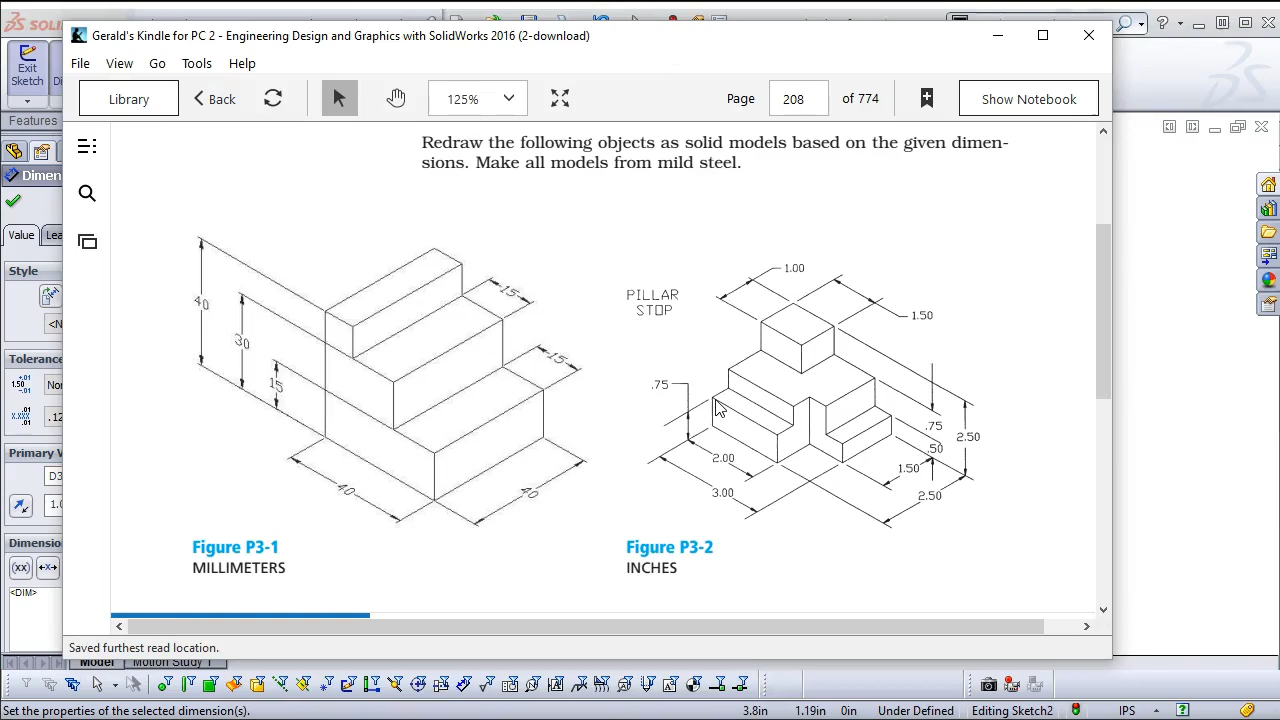 SOLID
Gerald's Kindle for PC 2 - Engineering Design and Graphics with SolidWorks 2016 (2-download)
File View Go Tools Help
Exit
Sketch
Library
Back
125%
Page 208 of 774
Show Notebook
Features
Redraw the following objects as solid models based on the given dimen-
sions. Make all models from mild steel.
Dimen
Value
Lea
Style
Tolerance
Primary V
Dimension
<DIM>
40
30
15
15
15
40
40
PILLAR
STOP
1.00
1.50
.75
.75
.50
2.50
2.00
1.50
3.00
2.50
Figure P3-1
MILLIMETERS
Figure P3-2
INCHES
Saved furthest read location.
Model
Motion Study 1
Set the properties of the selected dimension(s).
3.8in
1.19in
0in
Under Defined
Editing Sketch2
IPS